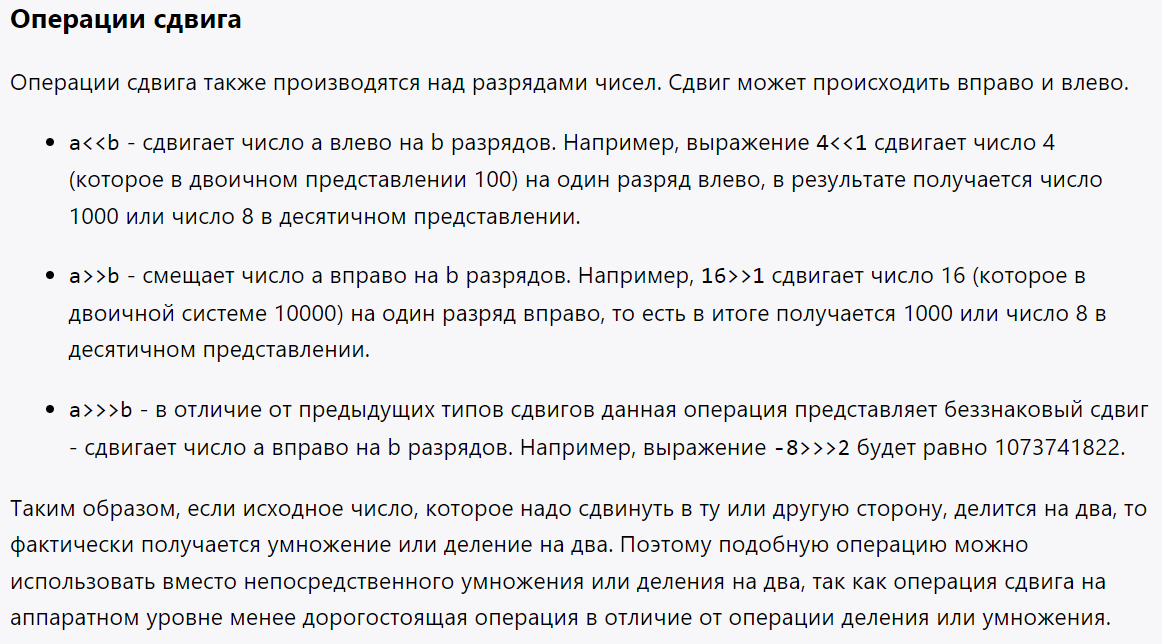 Операции сдвига
Операции сдвига также производятся над разрядами чисел. Сдвиг может происходить вправо и влево.
• a<<b - сдвигает число a влево на b разрядов. Например, выражение 4<<1 сдвигает число 4
(которое в двоичном представлении 100) на один разряд влево, в результате получается число
1000 или число 8 в десятичном представлении.
• a>>b - смещает число a вправо на b разрядов. Например, 16>>1 сдвигает число 16 (которое в
двоичной системе 10000) на один разряд вправо, то есть в итоге получается 1000 или число 8 в
десятичном представлении.
• a>>>b - в отличие от предыдущих типов сдвигов данная операция представляет беззнаковый сдвиг
- сдвигает число a вправо на b разрядов. Например, выражение -8>>>2 будет равно 1073741822.
Таким образом, если исходное число, которое надо сдвинуть в ту или другую сторону, делится на два, то
фактически получается умножение или деление на два. Поэтому подобную операцию можно
использовать вместо непосредственного умножения или деления на два, так как операция сдвига на
аппаратном уровне менее дорогостоящая операция в отличие от операции деления или умножения.